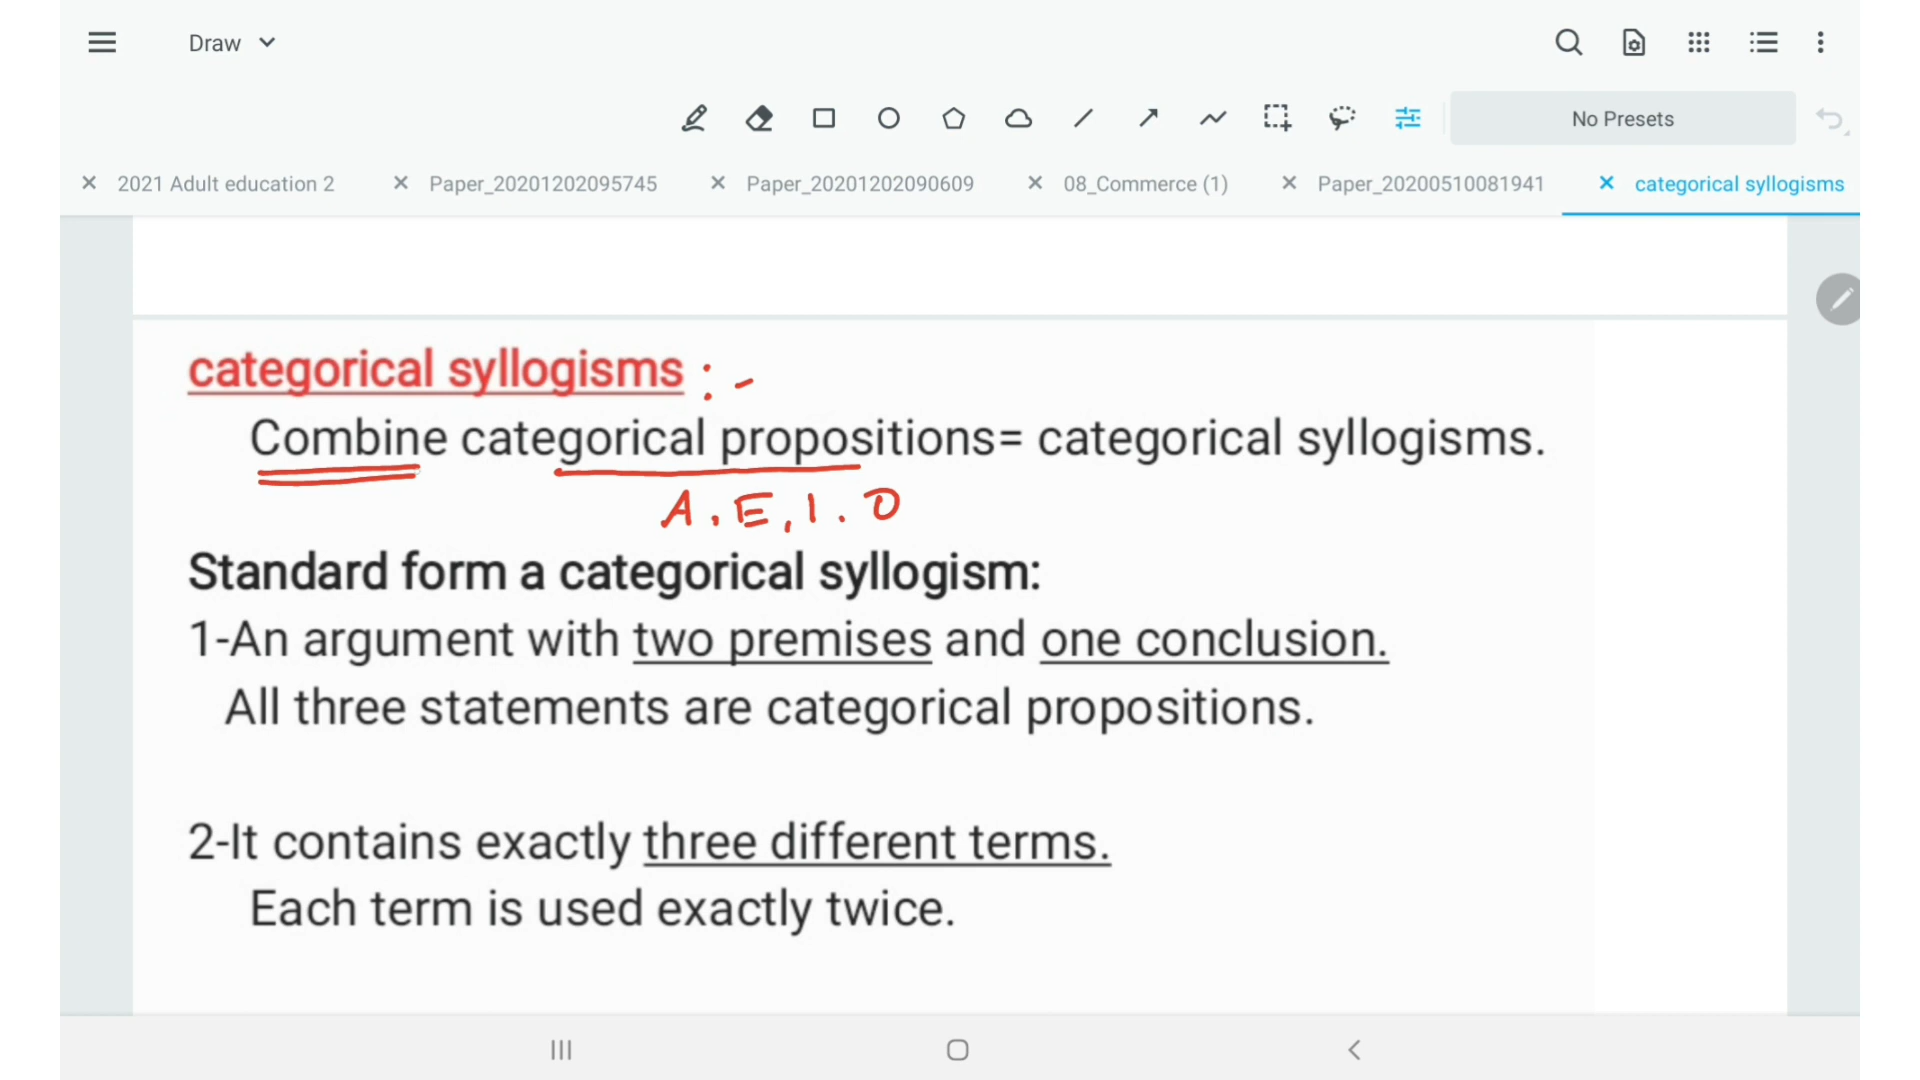 Draw
No Presets
2021 Adult education 2
Paper_20201202095745
Paper_20201202090609
08_Commerce (1)
Paper_20200510081941
categorical syllogisms
categorical syllogisms :-
Combine categorical propositions= categorical syllogisms.
A, E, I, O
Standard form a categorical syllogism:
1-An argument with two premises and one conclusion.
All three statements are categorical propositions.
2-It contains exactly three different terms.
Each term is used exactly twice.